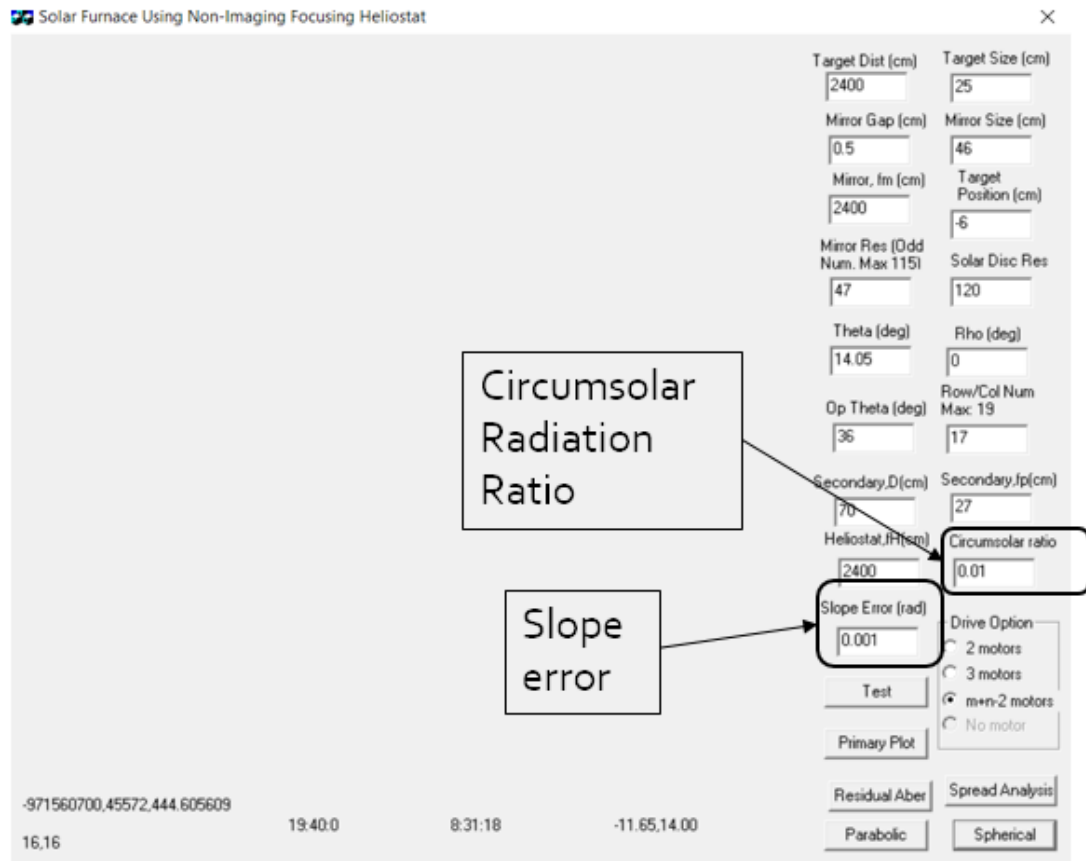 Solar Furnace Using Non-Imaging Focusing Heliostat
Target Dist (cm) Target Size (cm)
2400 25
Mirror Gap (cm) Mirror Size (cm)
0.5 46
Mirror, fm (cm) Target
Position (cm)
2400 -6
Mirror Res (Odd
Num. Max 115) Solar Disc Res
47 120
Theta (deg) Rho (deg)
14.05 0
Op Theta (deg) Row/Col Num
Max: 19
36 17
Secondary,D(cm) Secondary,fp(cm)
70 27
Heliostat,fH(cm) Circumsolar ratio
2400 0.01
Slope Error (rad)
0.001
Drive Option
2 motors
3 motors
m+n-2 motors
No motor
Test
Primary Plot
Residual Aber Spread Analysis
Parabolic Spherical
Circumsolar
Radiation
Ratio
Slope
error
-971560700,45572,444.605609
19:40:0 8:31:18 -11.65,14.00
16,16